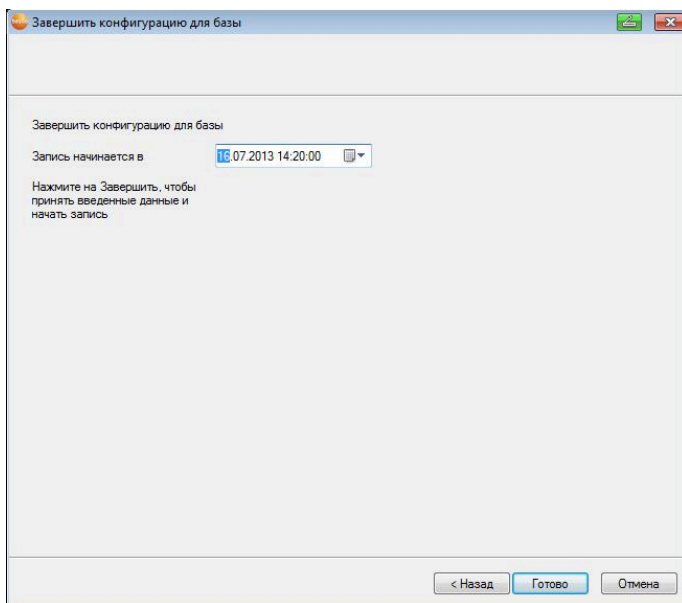 Завершить конфигурацию для базы
Завершить конфигурацию для базы
Запись начинается в 16.07.2013 14:20:00
Нажмите на Завершить, чтобы
принять введенные данные и
начать запись
< Назад Готово Отмена